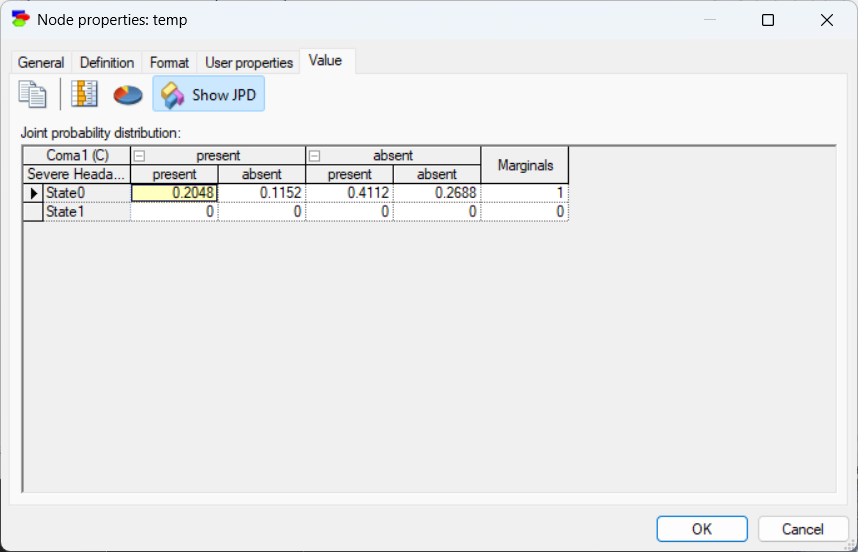 Node properties: temp
General Definition Format User properties Value
Show JPD
Joint probability distribution:
Coma1 (C) present absent Marginals
Severe Heada... present absent present absent
State0 0.2048 0.1152 0.4112 0.2688 1
State1 0 0 0 0 0
OK Cancel